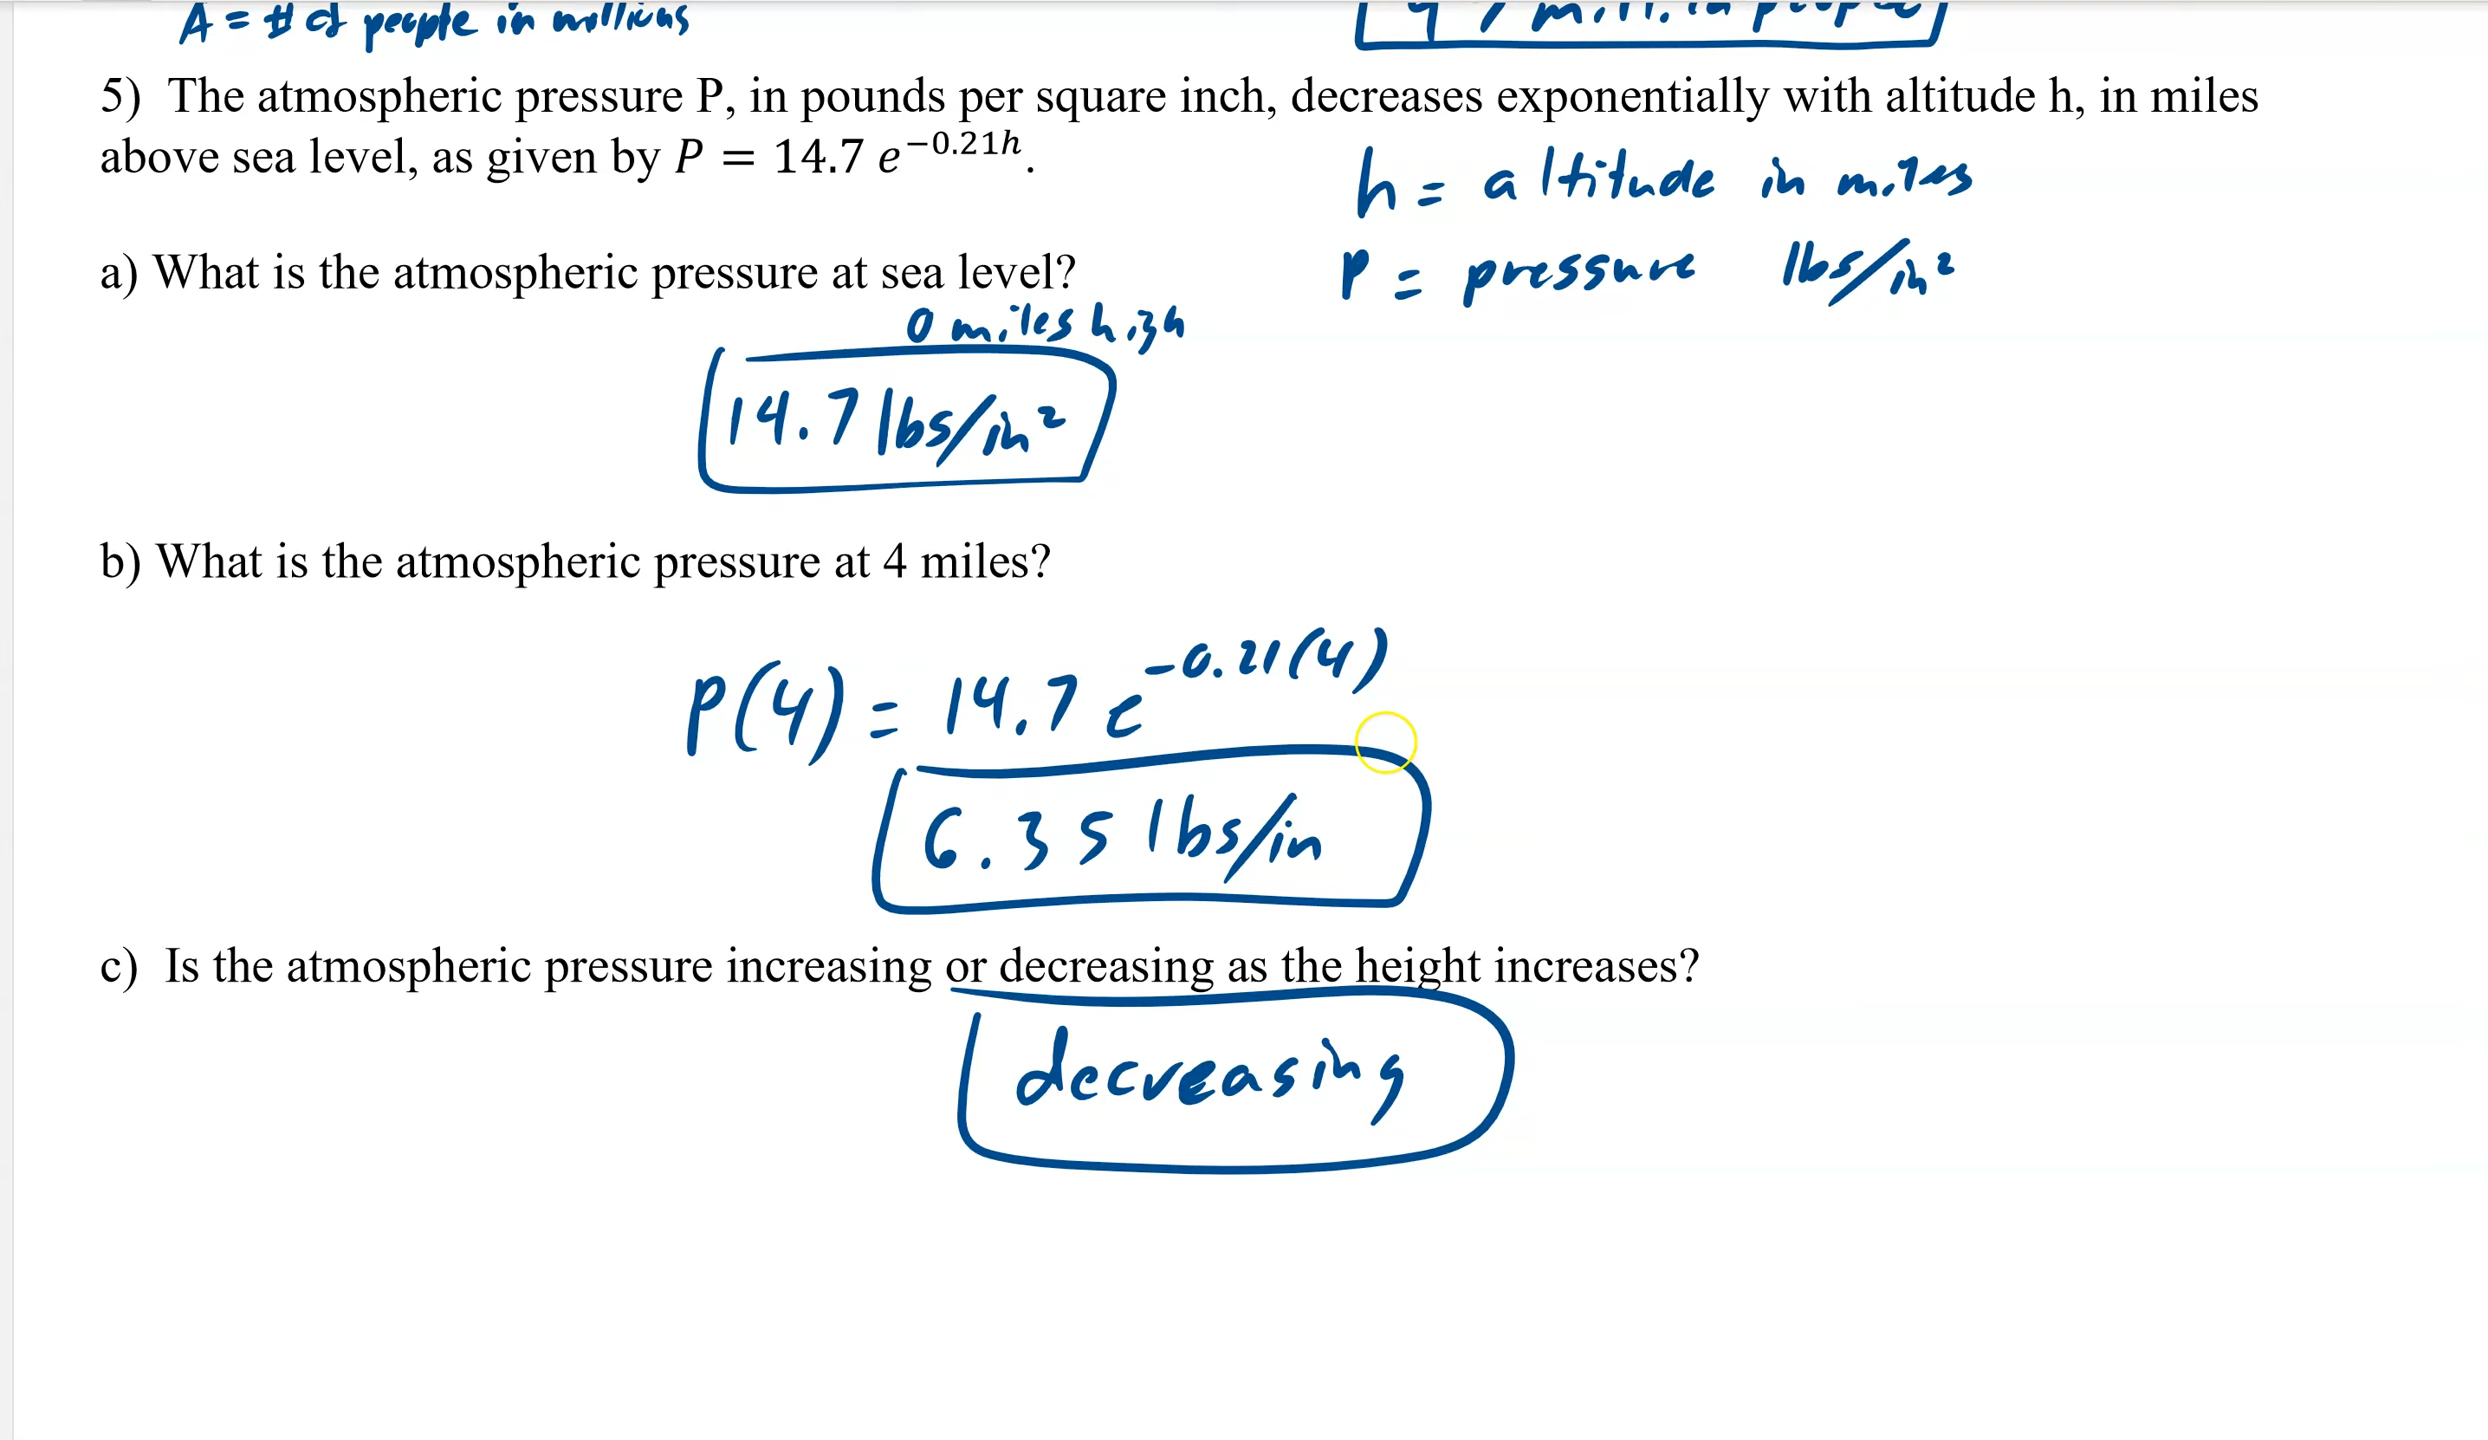 A = # of people in millions
5) The atmospheric pressure P, in pounds per square inch, decreases exponentially with altitude h, in miles
above sea level, as given by P = 14.7 e^−0.21h.
h = altitude in miles
a) What is the atmospheric pressure at sea level?
P = pressure lbs/in²
0 miles high
14.7 lbs/in²
b) What is the atmospheric pressure at 4 miles?
P(4) = 14.7 e^-0.21(4)
6.35 lbs/in
c) Is the atmospheric pressure increasing or decreasing as the height increases?
decreasing